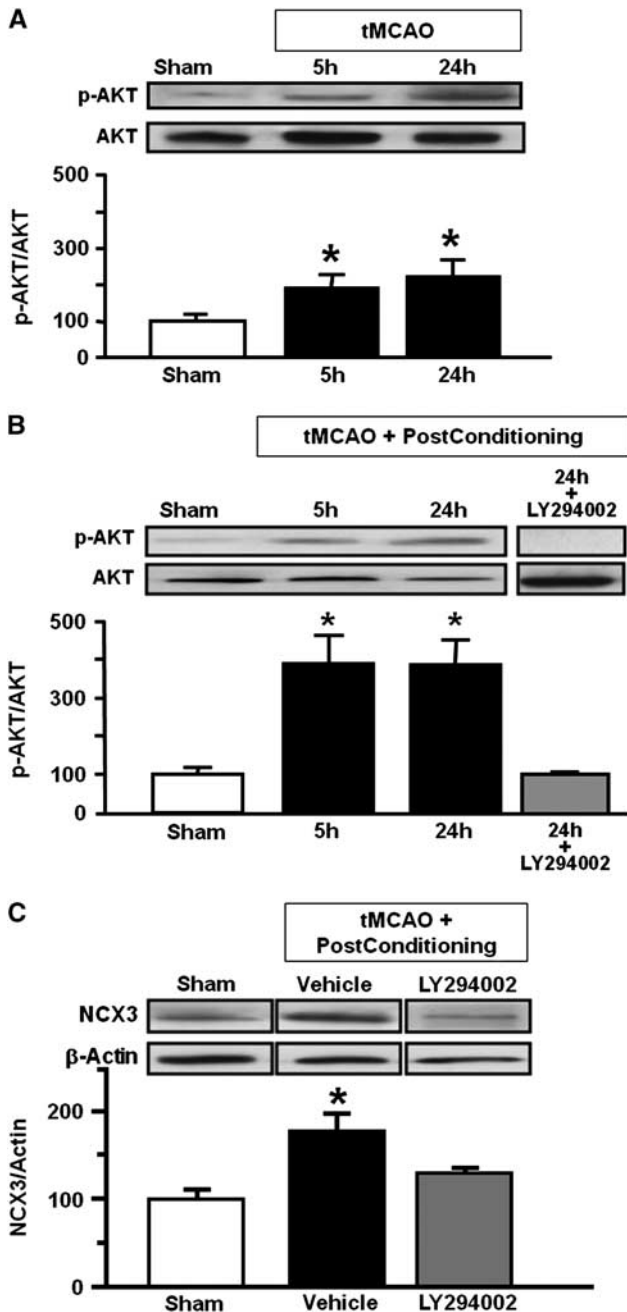 A
tMCAO
Sham 5h 24h
p-AKT
AKT
500
300
100
0
p-AKT/AKT
* *
Sham 5h 24h
B
tMCAO + PostConditioning
24h
+
LY294002
Sham 5h 24h
p-AKT
AKT
500
300
100
0
p-AKT/AKT
* *
Sham 5h 24h 24h
+
LY294002
C
tMCAO +
PostConditioning
Sham Vehicle LY294002
NCX3
β-Actin
200
100
0
NCX3/Actin
*
Sham Vehicle LY294002